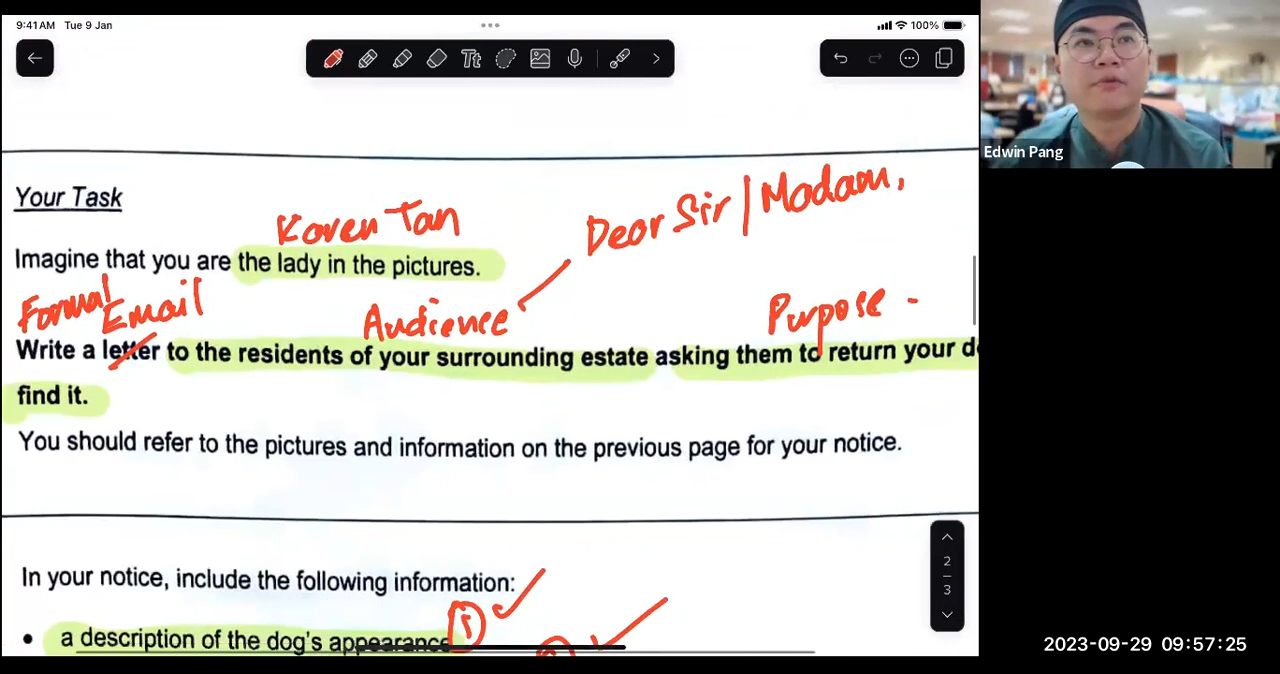 9:41AM Tue 9 Jan
100%
Tt
Edwin Pang
Your Task
Karen Tan
Dear Sir / Madam,
Imagine that you are the lady in the pictures.
Formal Email
Audience
Purpose -
Write a letter to the residents of your surrounding estate asking them to return your
find it.
You should refer to the pictures and information on the previous page for your notice.
2
3
In your notice, include the following information:
• a description of the dog's appearance 1
2023-09-29 09:57:25